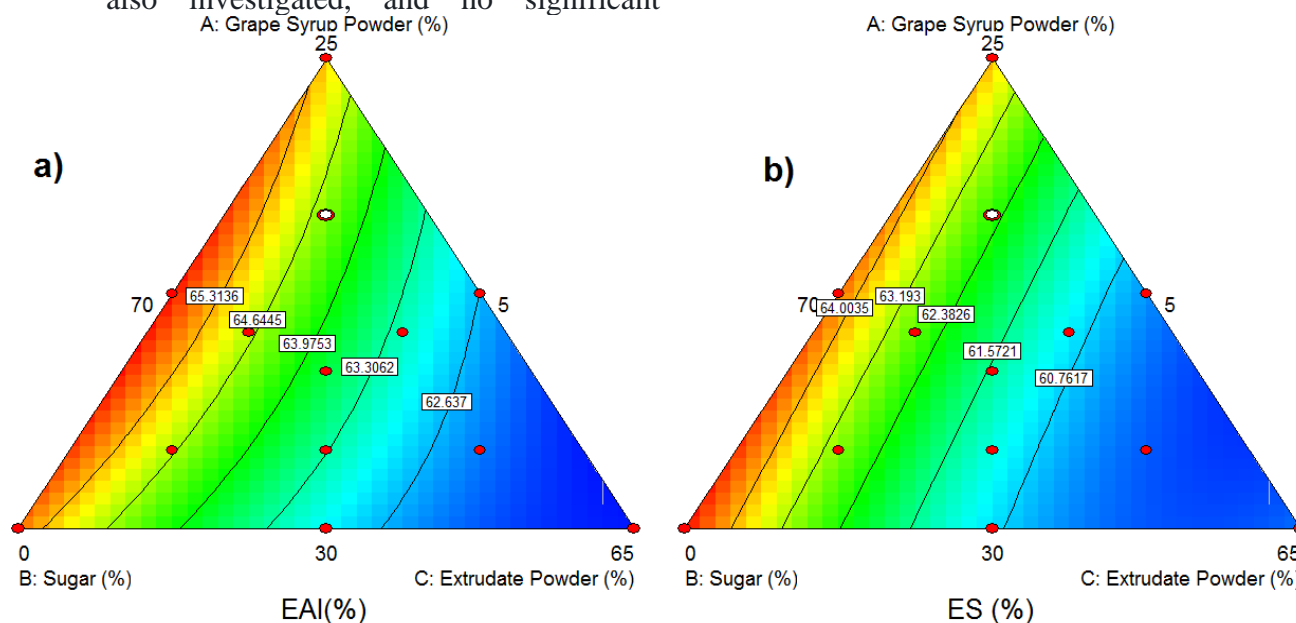 also investigated, and no significant
A: Grape Syrup Powder (%)
25
a)
70
5
65.3136
64.6445
63.9753
63.3062
62.637
0
30
65
B: Sugar (%)
C: Extrudate Powder (%)
EAI(%)
A: Grape Syrup Powder (%)
25
b)
70
5
64.0035
63.193
62.3826
61.5721
60.7617
0
30
65
B: Sugar (%)
C: Extrudate Powder (%)
ES (%)